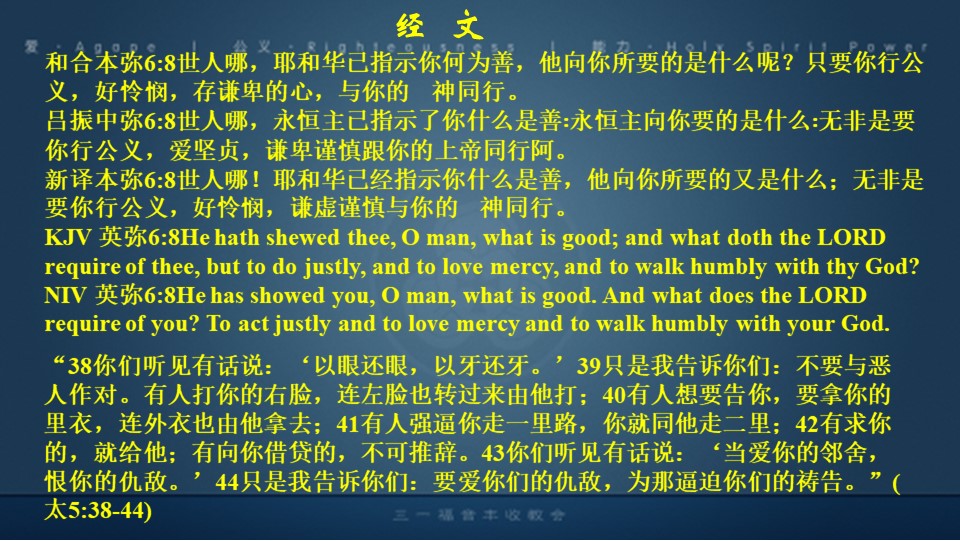 经 文
爱 · Agape | 公义 · Righteousness | 能力 · Holy Spirit Power
和合本弥6:8世人哪，耶和华已指示你何为善，他向你所要的是什么呢？只要你行公
义，好怜悯，存谦卑的心，与你的　神同行。
吕振中弥6:8世人哪，永恒主已指示了你什么是善:永恒主向你要的是什么:无非是要
你行公义，爱坚贞，谦卑谨慎跟你的上帝同行阿。
新译本弥6:8世人哪！耶和华已经指示你什么是善，他向你所要的又是什么；无非是
要你行公义，好怜悯，谦虚谨慎与你的　神同行。
KJV 英弥6:8He hath shewed thee, O man, what is good; and what doth the LORD
require of thee, but to do justly, and to love mercy, and to walk humbly with thy God?
NIV 英弥6:8He has showed you, O man, what is good. And what does the LORD
require of you? To act justly and to love mercy and to walk humbly with your God.
“38你们听见有话说：‘以眼还眼，以牙还牙。’39只是我告诉你们：不要与恶
人作对。有人打你的右脸，连左脸也转过来由他打；40有人想要告你，要拿你的
里衣，连外衣也由他拿去；41有人强逼你走一里路，你就同他走二里；42有求你
的，就给他；有向你借贷的，不可推辞。43你们听见有话说：‘当爱你的邻舍，
恨你的仇敌。’44只是我告诉你们：要爱你们的仇敌，为那逼迫你们的祷告。”(
太5:38-44)
三一福音丰收教会